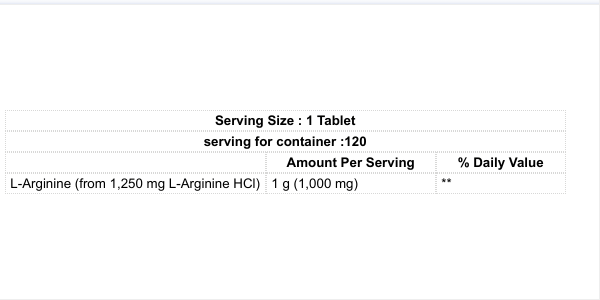 Serving Size : 1 Tablet
serving for container :120
Amount Per Serving % Daily Value
L-Arginine (from 1,250 mg L-Arginine HCl) 1 g (1,000 mg) **